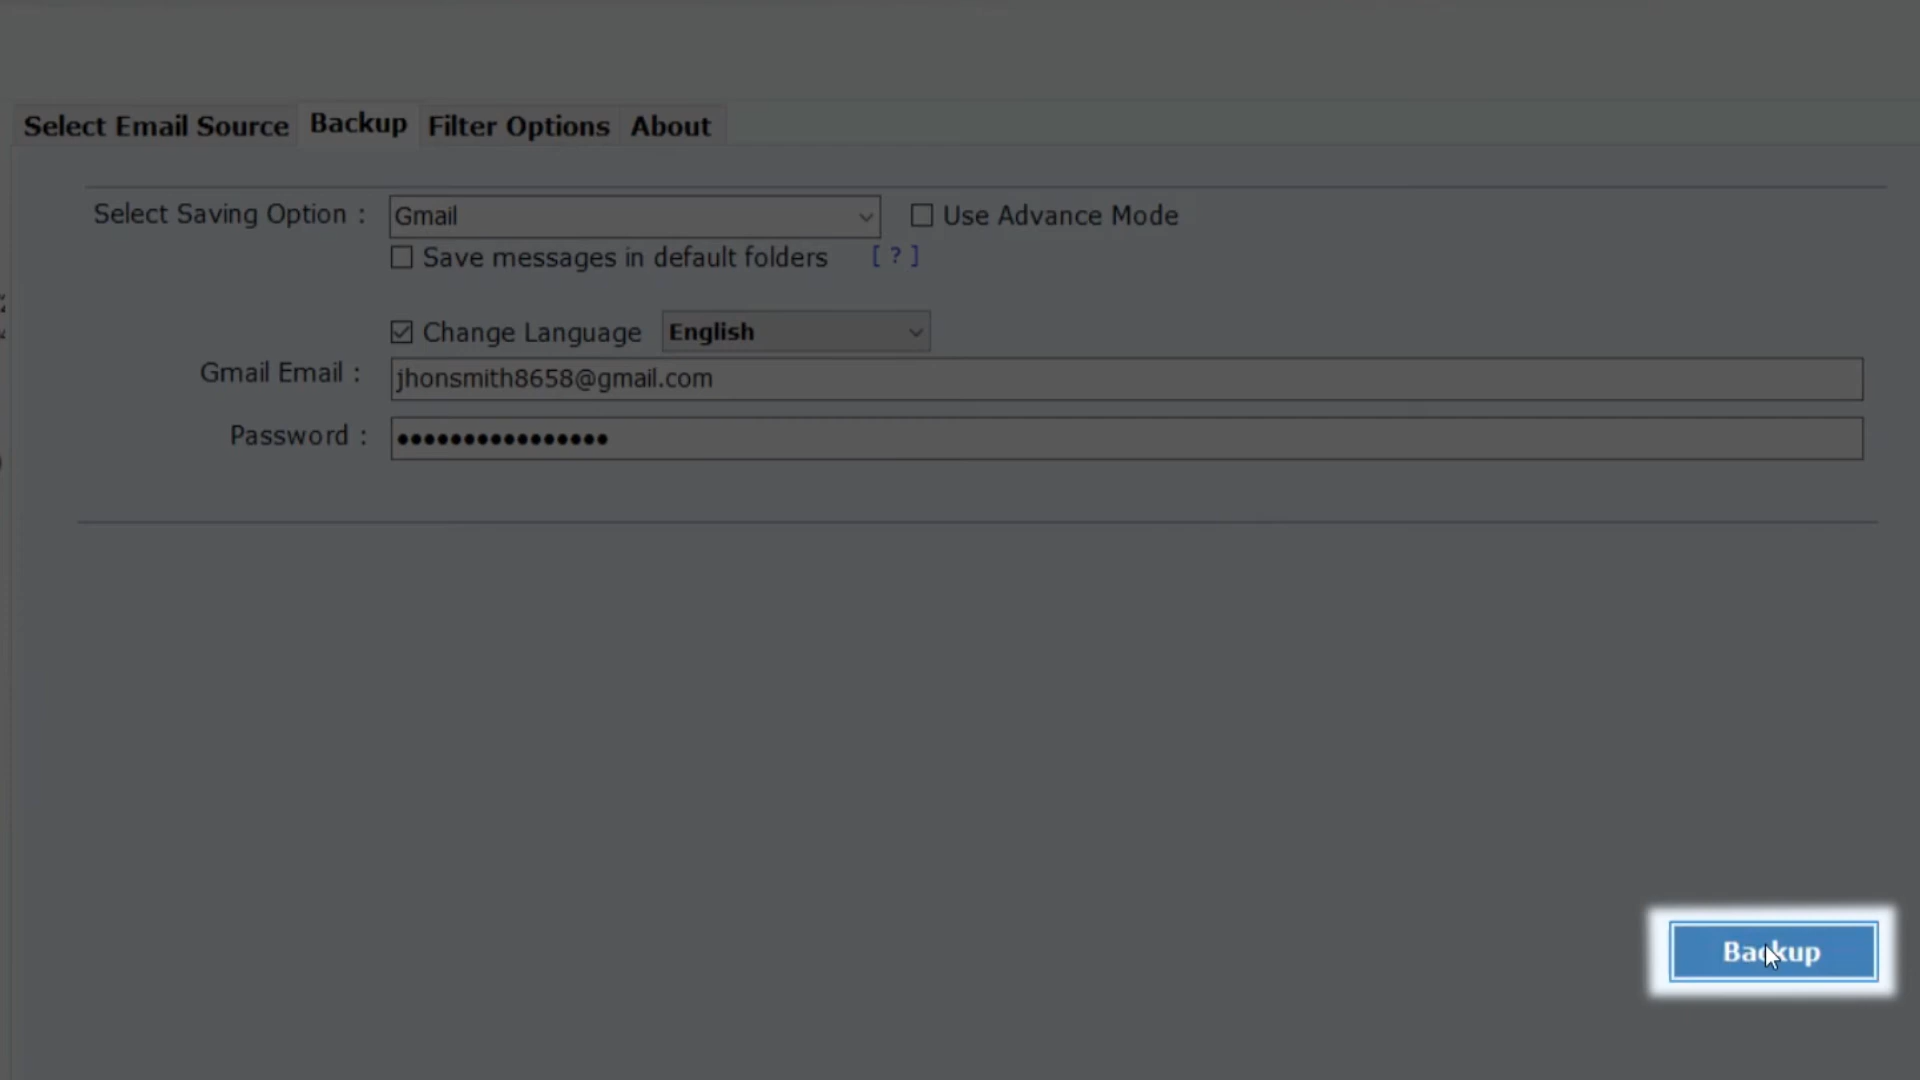 Select Email Source Backup Filter Options About
Select Saving Option : Gmail Use Advance Mode
Save messages in default folders [ ? ]
Change Language English
Gmail Email : jhonsmith8658@gmail.com
Password : ••••••••••••••••
Backup